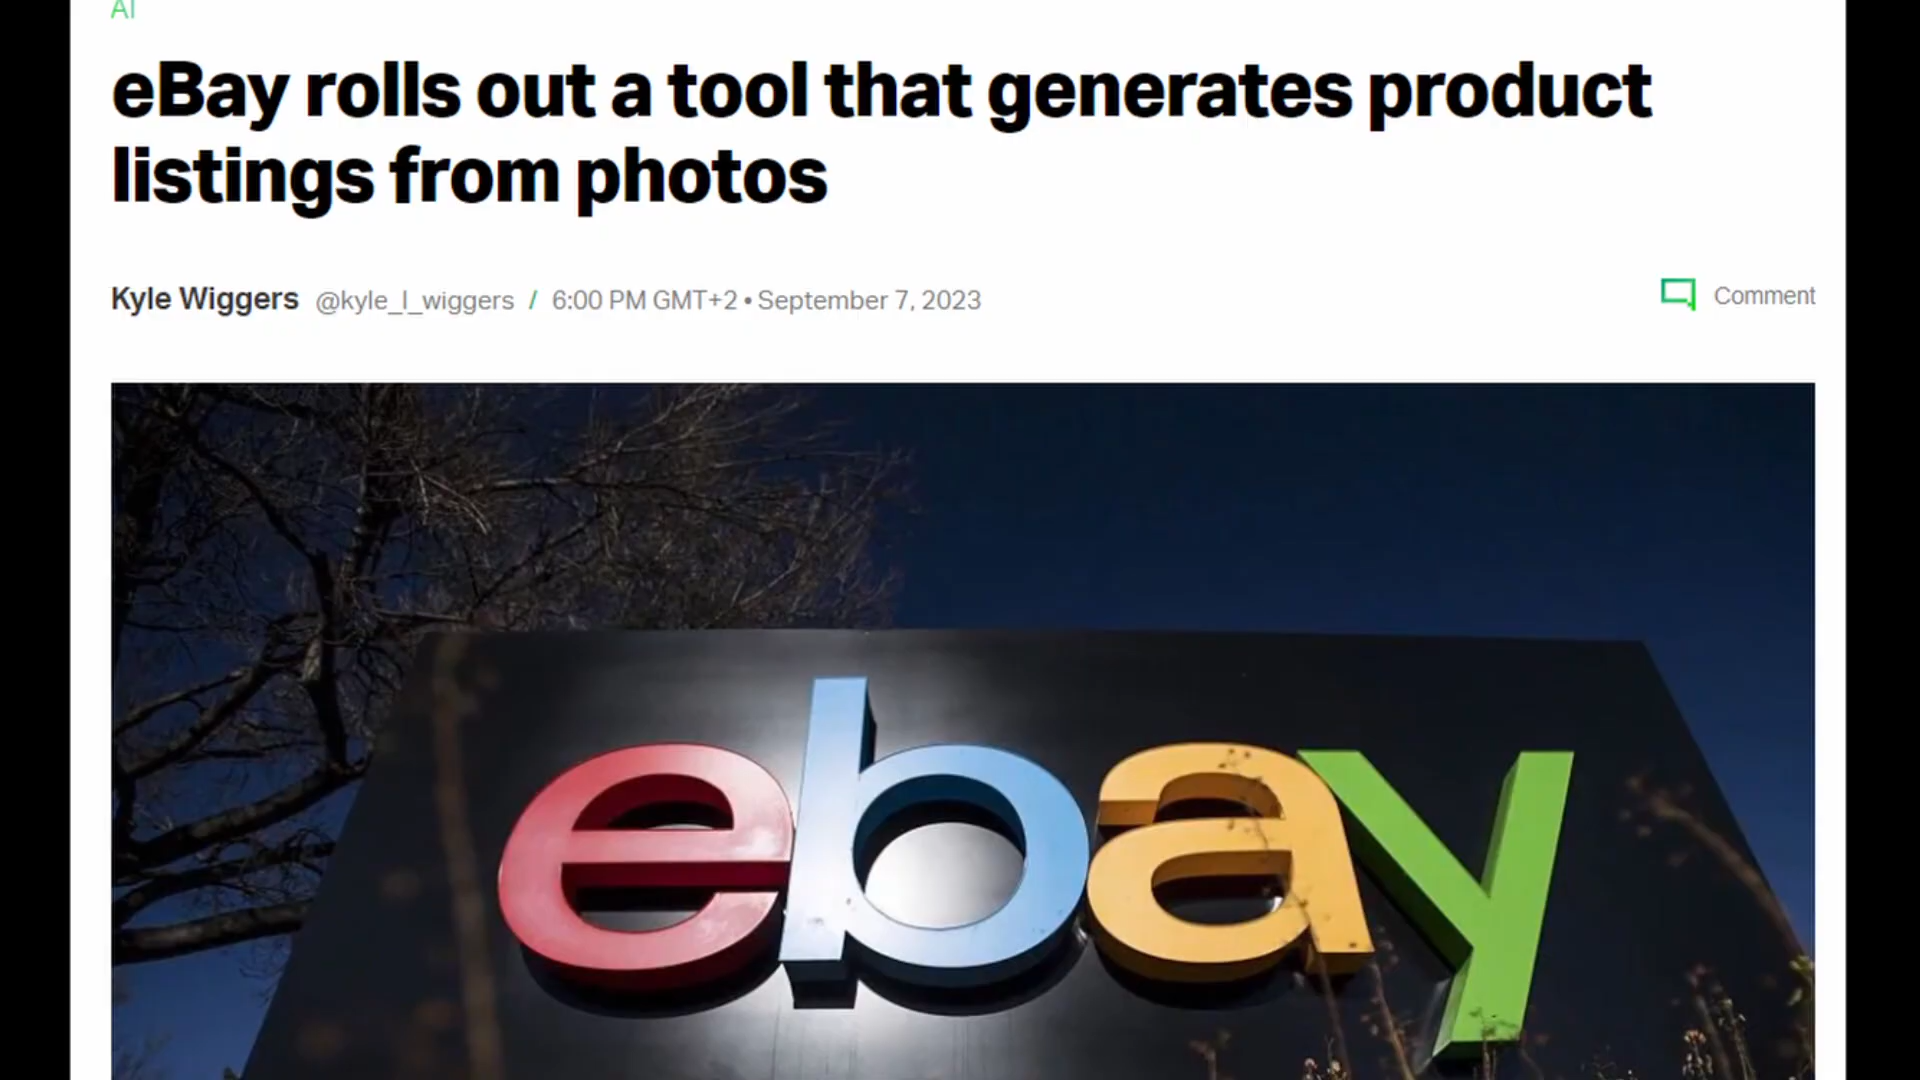 AI
eBay rolls out a tool that generates product
listings from photos
Kyle Wiggers @kyle_l_wiggers / 6:00 PM GMT+2 • September 7, 2023
Comment
ebay